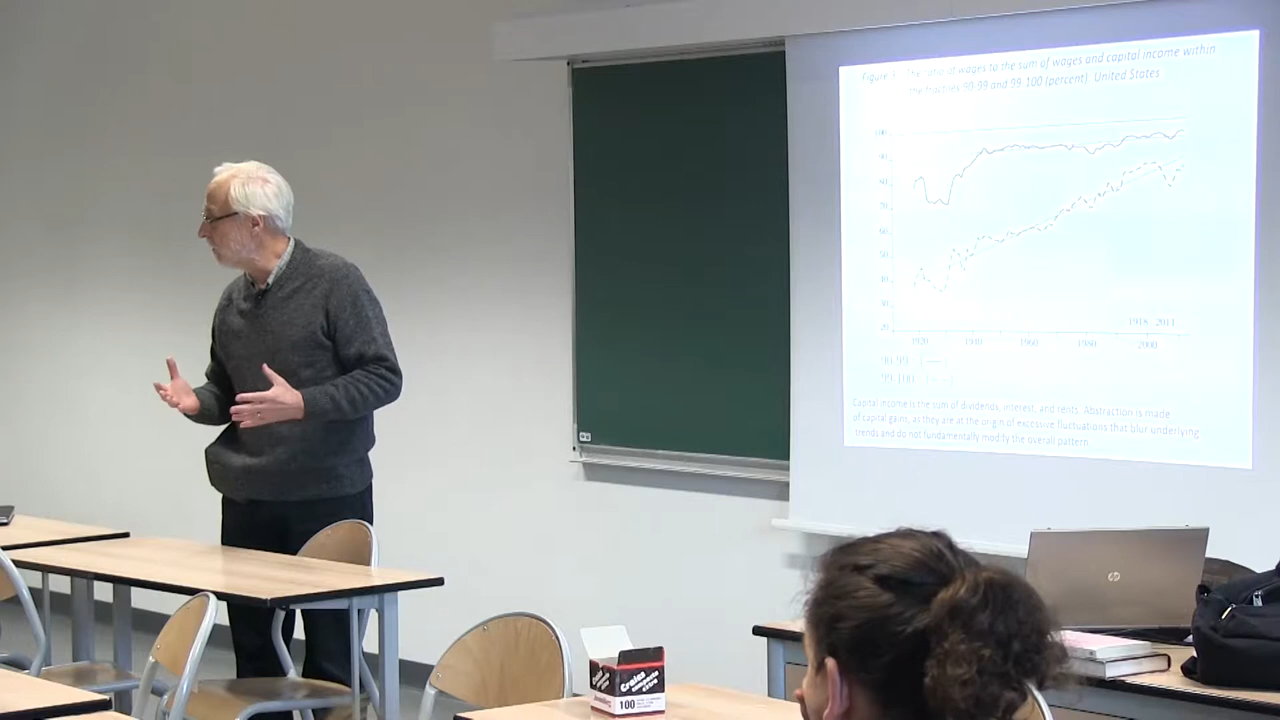 Figure The ratio of wages to the sum of wages and capital income within
the fractiles 90-99 and 99-100 (percent). United States
100
90
80
70
60
50
40
30
20
1918 2011
1920 1940 1960 1980 2000
90-99
99-100
Capital income is the sum of dividends, interest, and rents. Abstraction is made
of capital gains, as they are at the origin of excessive fluctuations that blur underlying
trends and do not fundamentally modify the overall pattern.
hp
Craies
100